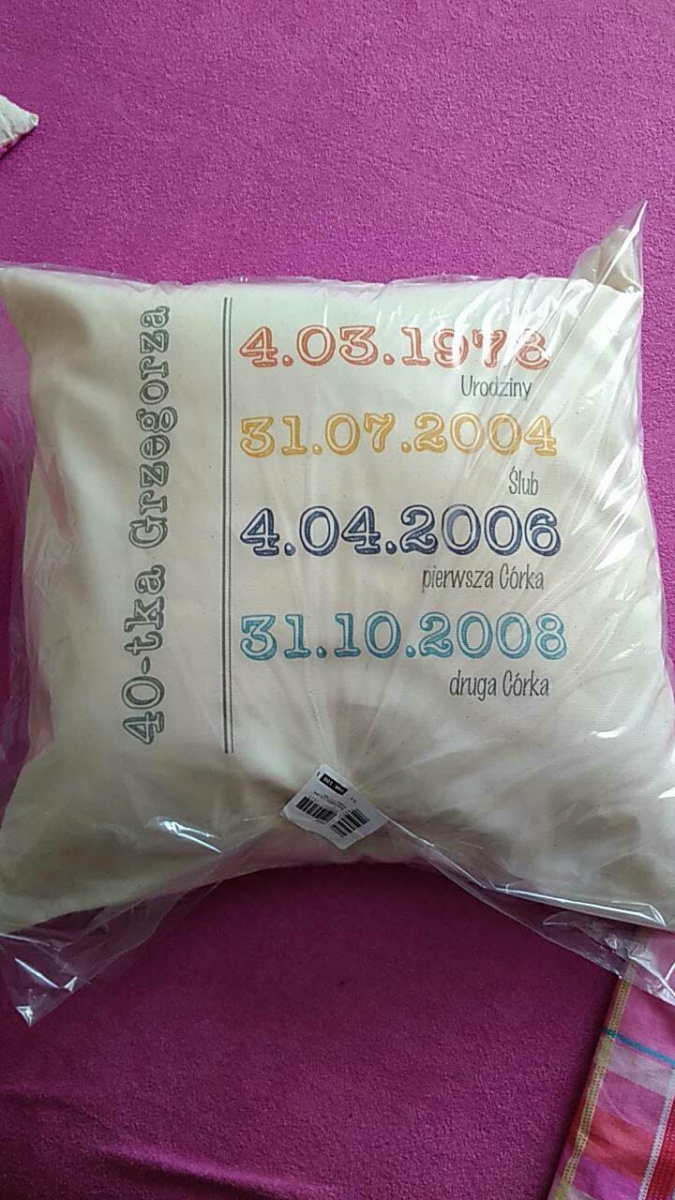 40-tka Grzegorza
4.03.1978
Urodziny
31.07.2004
Ślub
4.04.2006
pierwsza Córka
31.10.2008
druga Córka